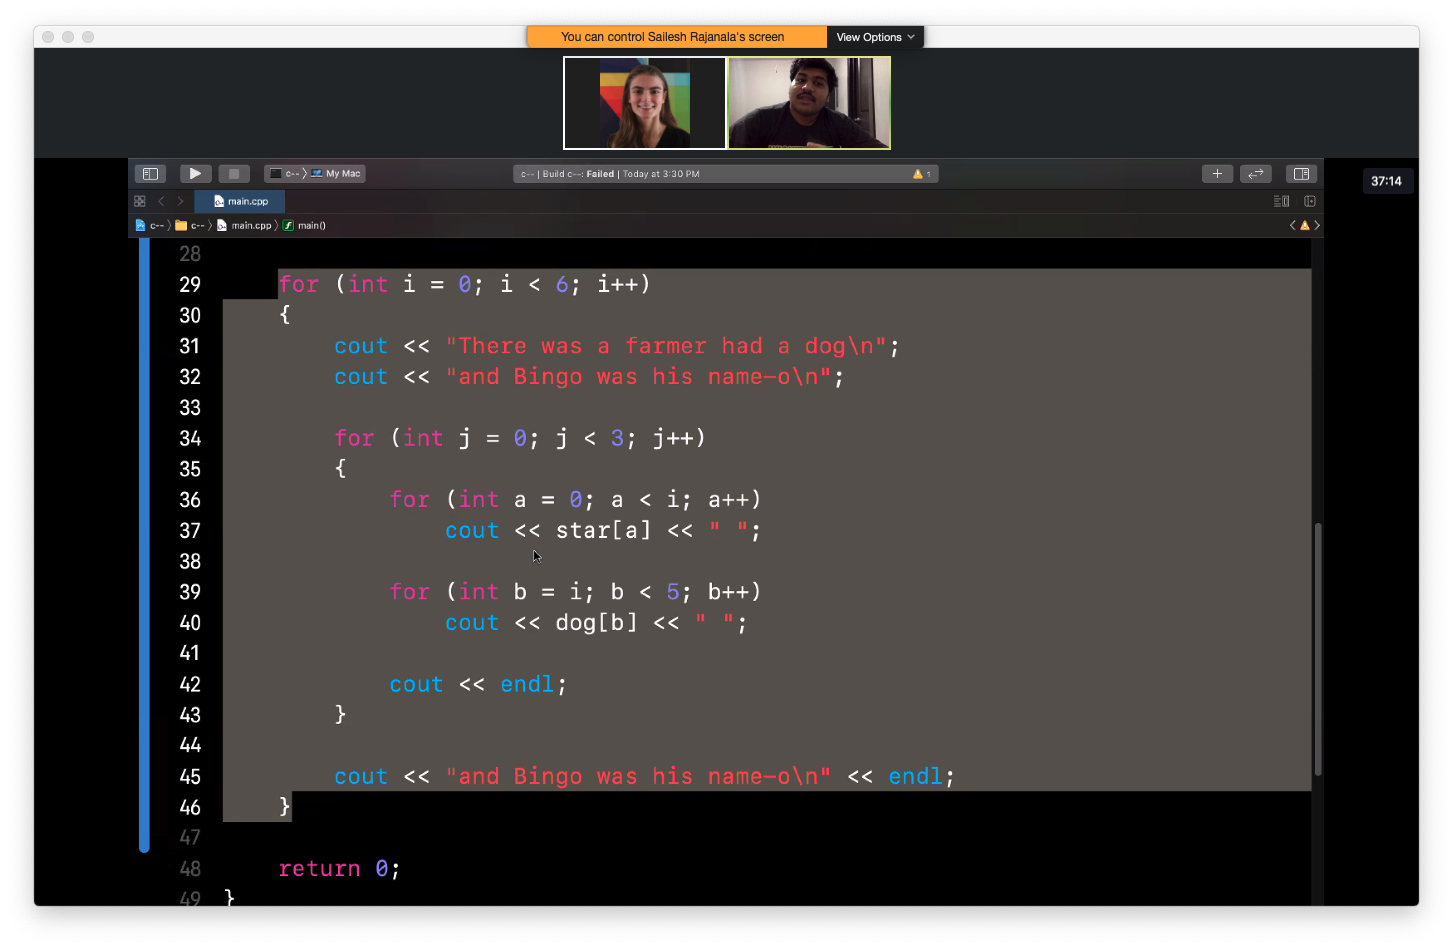 You can control Sailesh Rajanala's screen View Options
c-- My Mac
c-- | Build c--: Failed | Today at 3:30 PM 1
37:14
main.cpp
c-- c-- main.cpp main()
28
29 for (int i = 0; i < 6; i++)
30 {
31 cout << "There was a farmer had a dog\n";
32 cout << "and Bingo was his name-o\n";
33
34 for (int j = 0; j < 3; j++)
35 {
36 for (int a = 0; a < i; a++)
37 cout << star[a] << " ";
38
39 for (int b = i; b < 5; b++)
40 cout << dog[b] << " ";
41
42 cout << endl;
43 }
44
45 cout << "and Bingo was his name-o\n" << endl;
46 }
47
48 return 0;
49 }